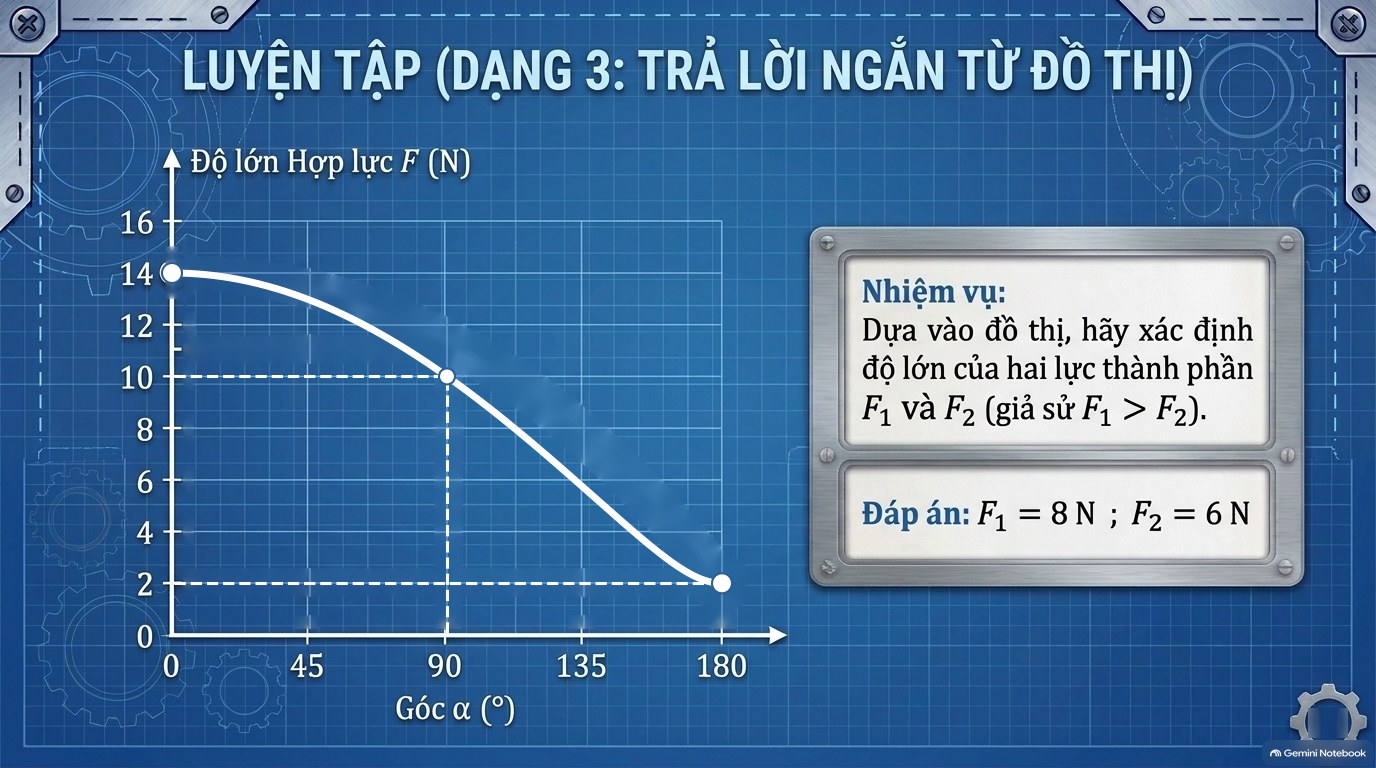 LUYỆN TẬP (DẠNG 3: TRẢ LỜI NGẮN TỪ ĐỒ THỊ)
Độ lớn Hợp lực F (N)
16
14
12
10
8
6
4
2
0
0 45 90 135 180
Góc α (°)
Nhiệm vụ:
Dựa vào đồ thị, hãy xác định
độ lớn của hai lực thành phần
F₁ và F₂ (giả sử F₁ > F₂).
Đáp án: F₁ = 8 N ; F₂ = 6 N
Gemini Notebook